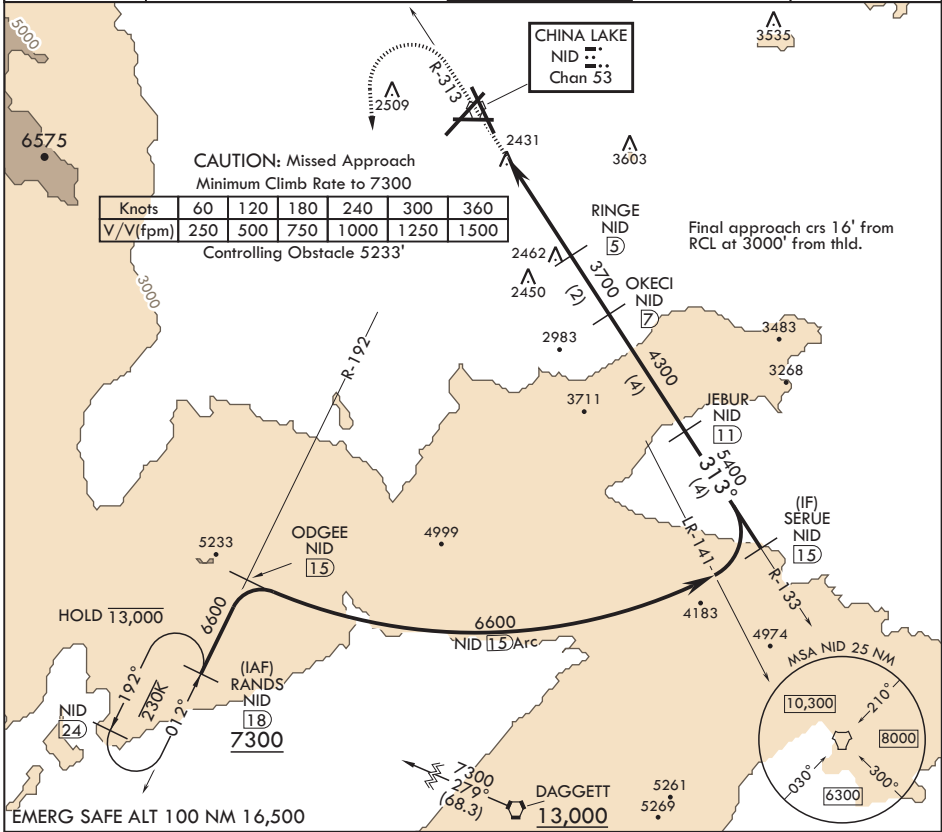 5000
3535
CHINA LAKE
NID
Chan 53
R-313
2509
6575
2431
3603
CAUTION: Missed Approach
Minimum Climb Rate to 7300
Knots 60 120 180 240 300 360
V/V(fpm) 250 500 750 1000 1250 1500
Controlling Obstacle 5233'
RINGE
NID
5
Final approach crs 16' from
RCL at 3000' from thld.
2462
2450
3700
(2)
OKECI
NID
7
3000
2983
3483
R-192
4300
(4)
3268
3711
JEBUR
NID
11
5400
313°
(4)
(IF)
SERUE
NID
15
LR-141
R-133
5233
ODGEE
NID
15
4999
HOLD 13,000
6600
6600
NID 15 Arc
4183
4974
192°
230K
012°
(IAF)
RANDS
NID
18
7300
NID
24
MSA NID 25 NM
10,300
210°
8000
030°
300°
6300
7300
279°
(68.3)
DAGGETT
13,000
5261
5269
EMERG SAFE ALT 100 NM 16,500